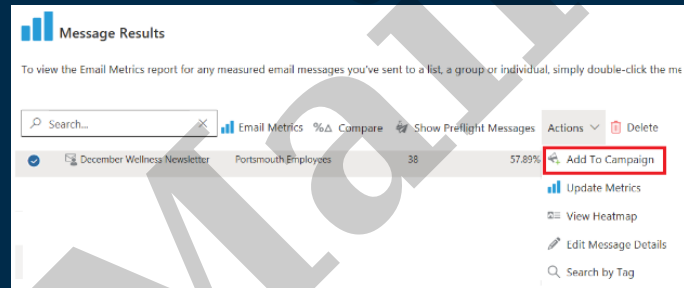 Message Results
To view the Email Metrics report for any measured email messages you've sent to a list, a group or individual, simply double-click the me
Search... Email Metrics %Δ Compare Show Preflight Messages Actions Delete
December Wellness Newsletter Portsmouth Employees 38 57.89% Add To Campaign
Update Metrics
View Heatmap
Edit Message Details
Search by Tag